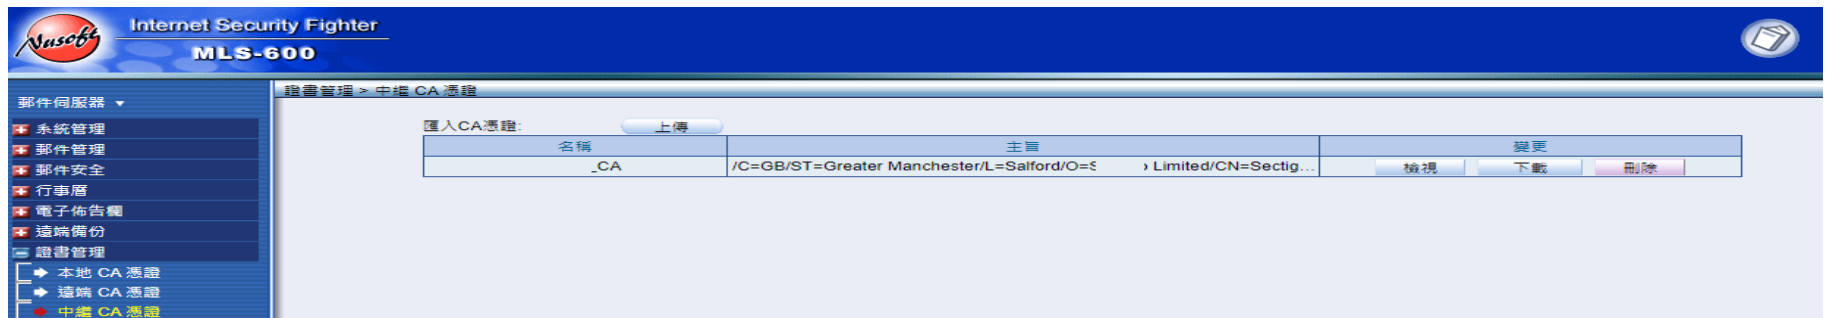 Nusoft
Internet Security Fighter
MLS-600
郵件伺服器
證書管理 > 中繼 CA 憑證
系統管理
郵件管理
郵件安全
行事曆
電子佈告欄
遠端備份
證書管理
本地 CA 憑證
遠端 CA 憑證
中繼 CA 憑證
匯入CA憑證: 上傳
名稱 主旨 變更
_CA /C=GB/ST=Greater Manchester/L=Salford/O=S Limited/CN=Sectig... 檢視 下載 刪除